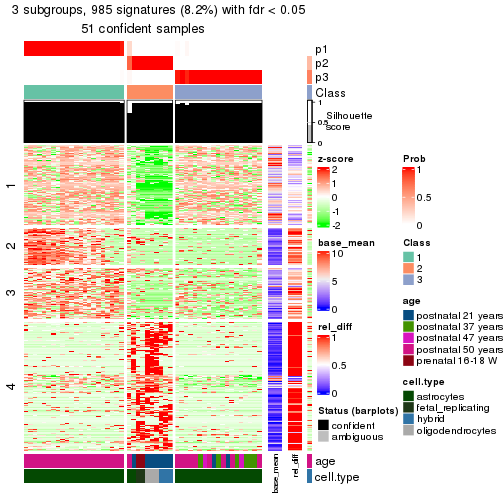 3 subgroups, 985 signatures (8.2%) with fdr < 0.05
51 confident samples
p1
p2
p3
Class
1
0.5
0
Silhouette
score
1
2
3
4
z-score
2
1
0
-1
-2
base_mean
10
5
0
rel_diff
1
0.5
0
Status (barplots)
confident
ambiguous
Prob
1
0.5
0
Class
1
2
3
age
postnatal 21 years
postnatal 37 years
postnatal 47 years
postnatal 50 years
prenatal 16-18 W
cell.type
astrocytes
fetal_replicating
hybrid
oligodendrocytes
age
cell.type
base_mean
rel_diff